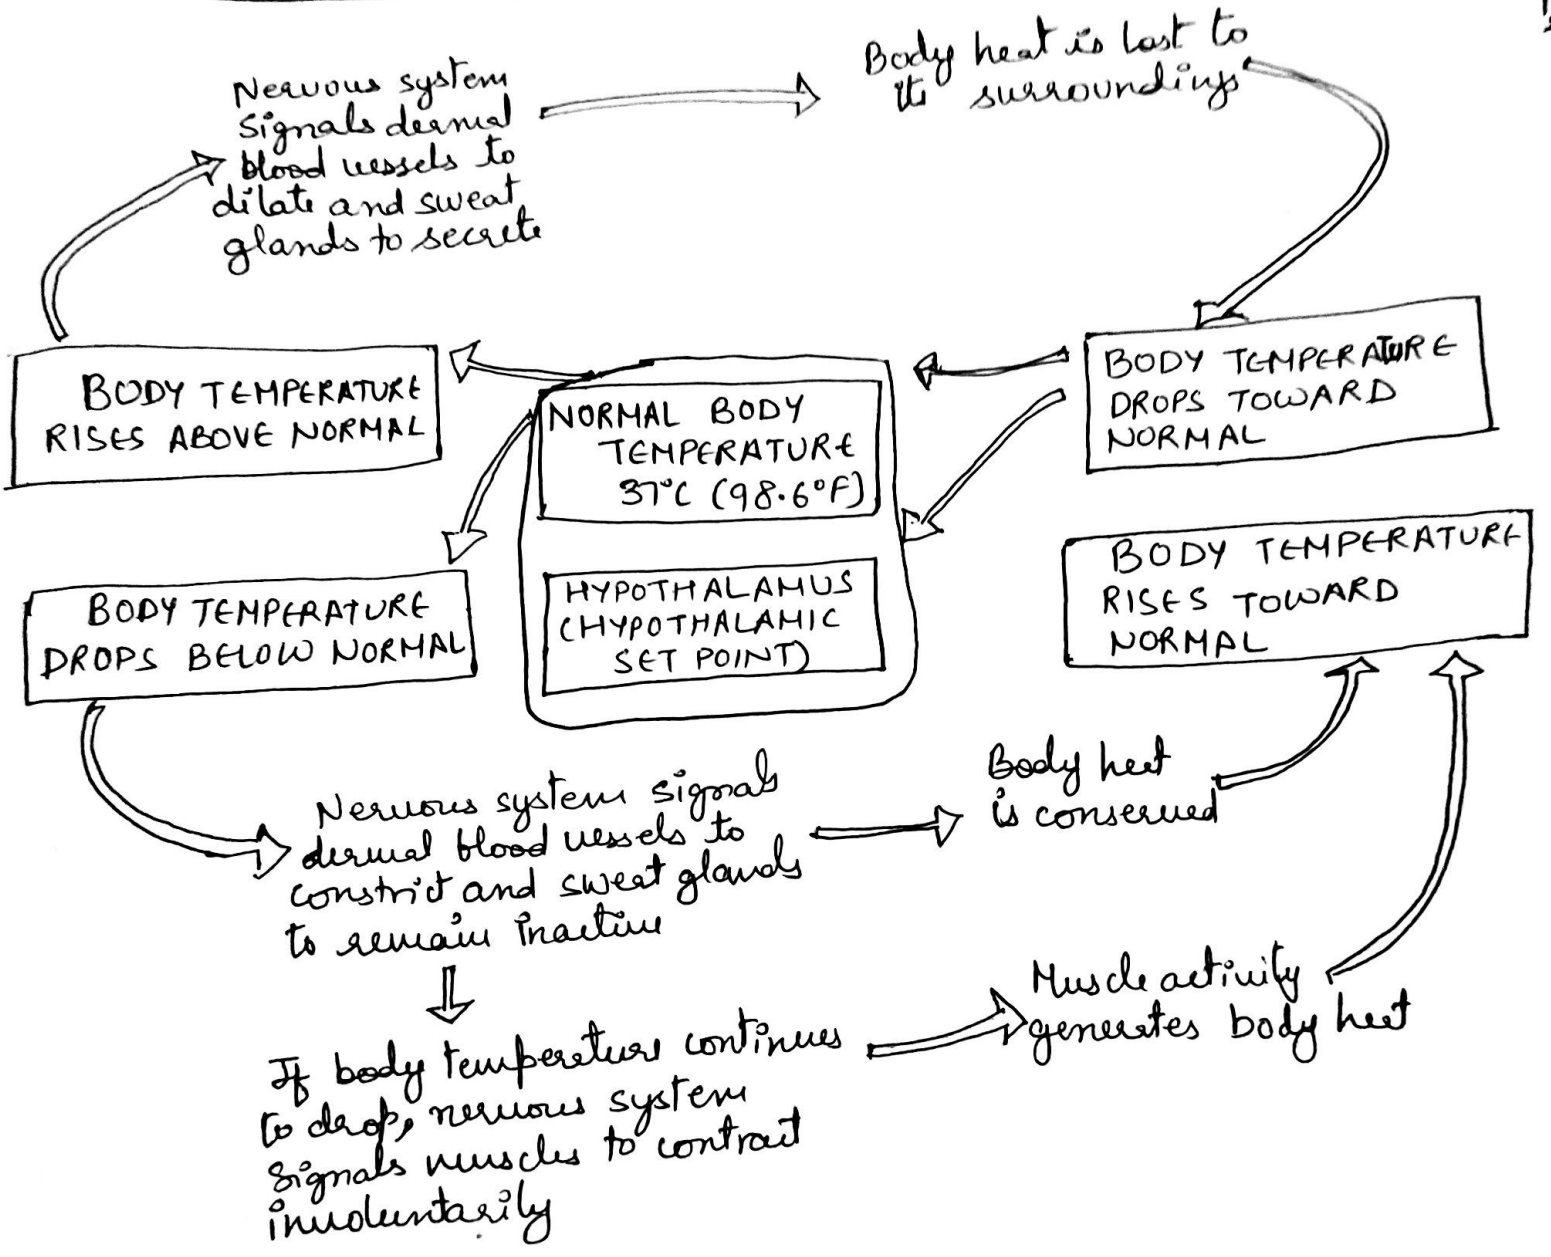 Nervous system
signals dermal
blood vessels to
dilate and sweat
glands to secrete
Body heat is lost to
its surroundings
BODY TEMPERATURE
RISES ABOVE NORMAL
NORMAL BODY
TEMPERATURE
37°C (98.6°F)
BODY TEMPERATURE
DROPS TOWARD
NORMAL
BODY TEMPERATURE
DROPS BELOW NORMAL
HYPOTHALAMUS
(HYPOTHALAMIC
SET POINT)
BODY TEMPERATURE
RISES TOWARD
NORMAL
Nervous system signals
dermal blood vessels to
constrict and sweat glands
to remain inactive
Body heat
is conserved
If body temperature continues
to drop, nervous system
signals muscles to contract
involuntarily
Muscle activity
generates body heat